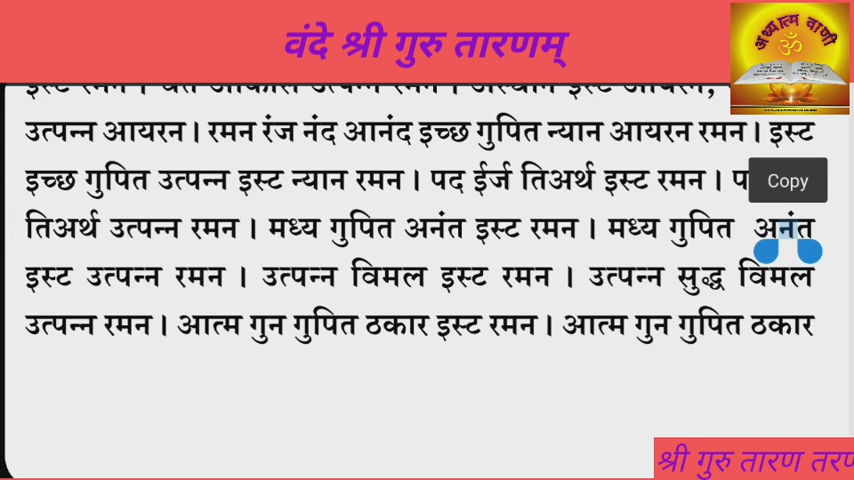 वंदे श्री गुरु तारणम्
अध्यात्म वाणी
ॐ
उत्पन्न आयरन। रमन रंज नंद आनंद इच्छ गुपित न्यान आयरन रमन। इस्ट
इच्छ गुपित उत्पन्न इस्ट न्यान रमन। पद ईर्ज तिअर्थ इस्ट रमन।
Copy
तिअर्थ उत्पन्न रमन। मध्य गुपित अनंत इस्ट रमन। मध्य गुपित अनंत
इस्ट उत्पन्न रमन। उत्पन्न विमल इस्ट रमन। उत्पन्न सुद्ध विमल
उत्पन्न रमन। आत्म गुन गुपित ठकार इस्ट रमन। आत्म गुन गुपित ठकार
श्री गुरु तारण तरण